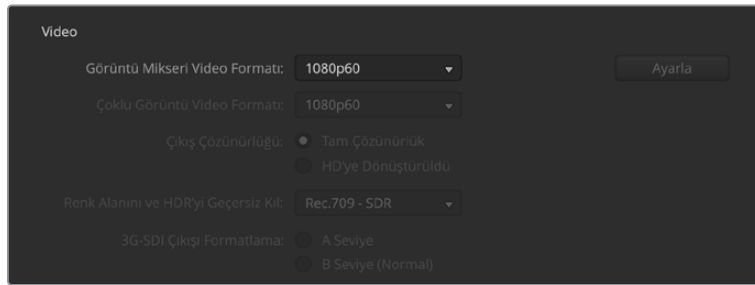 Video
Görüntü Mikseri Video Formatı: 1080p60 Ayarla
Çoklu Görüntü Video Formatı: 1080p60
Çıkış Çözünürlüğü: Tam Çözünürlük
HD'ye Dönüştürüldü
Renk Alanını ve HDR'yi Geçersiz Kıl: Rec.709 - SDR
3G-SDI Çıkışı Formatlama: A Seviye
B Seviye (Normal)